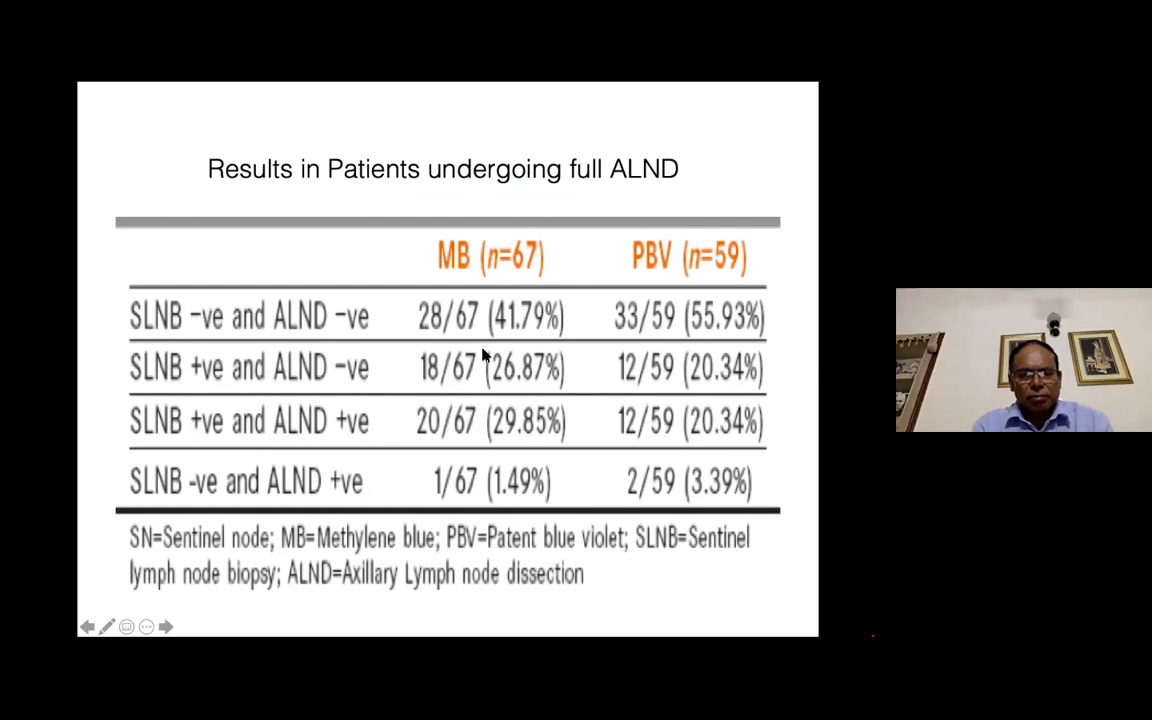 Results in Patients undergoing full ALND
MB (n=67) PBV (n=59)
SLNB –ve and ALND –ve 28/67 (41.79%) 33/59 (55.93%)
SLNB +ve and ALND –ve 18/67 (26.87%) 12/59 (20.34%)
SLNB +ve and ALND +ve 20/67 (29.85%) 12/59 (20.34%)
SLNB -ve and ALND +ve 1/67 (1.49%) 2/59 (3.39%)
SN=Sentinel node; MB=Methylene blue; PBV=Patent blue violet; SLNB=Sentinel
lymph node biopsy; ALND=Axillary Lymph node dissection